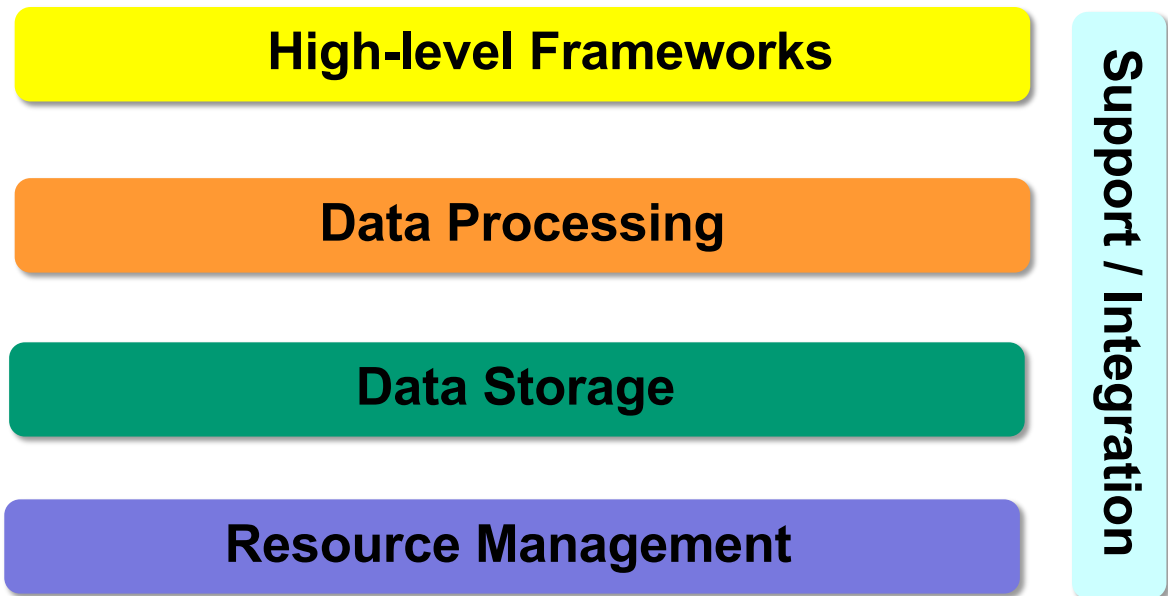 High-level Frameworks
Data Processing
Data Storage
Resource Management
Support / Integration